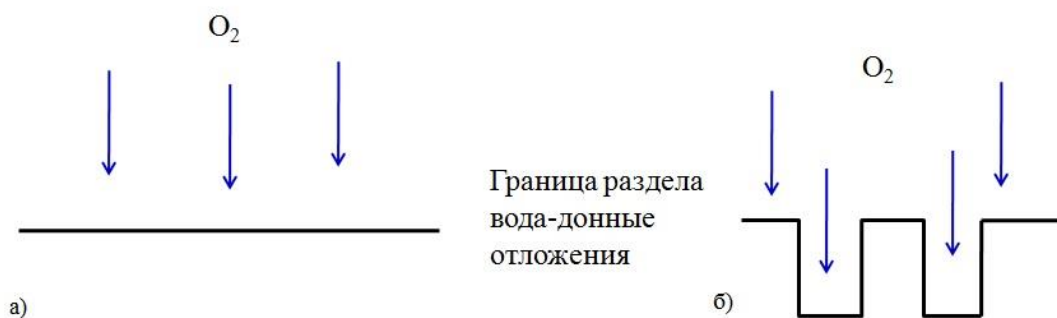 O₂
O₂
Граница раздела
вода-донные
отложения
а)
б)